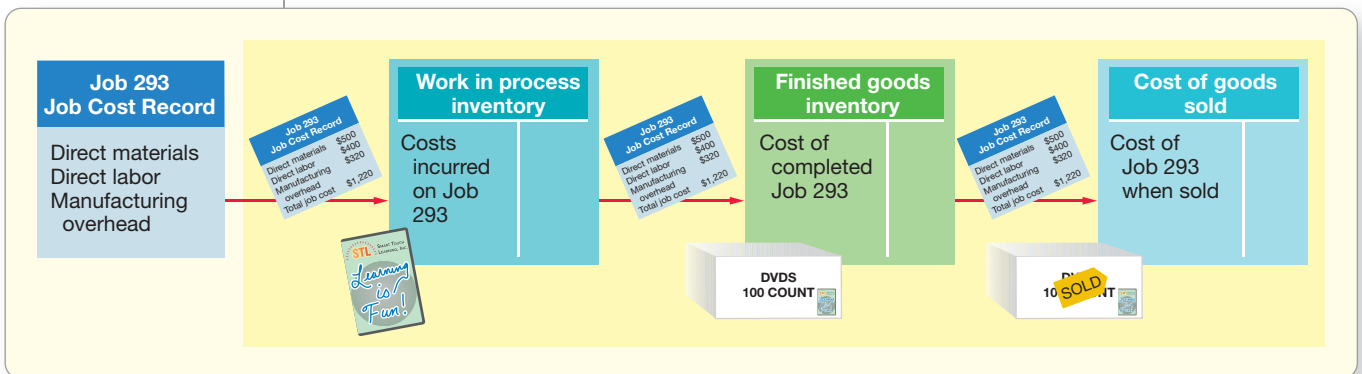 Job 293
Job Cost Record
Direct materials
Direct labor
Manufacturing
overhead
Job 293
Job Cost Record
Direct materials $500
Direct labor $400
Manufacturing $320
overhead
Total job cost $1,220
Work in process
inventory
Costs
incurred
on Job
293
STL SMART TOUCH
LEARNING, INC.
Learning
is
Fun!
Job 293
Job Cost Record
Direct materials $500
Direct labor $400
Manufacturing $320
overhead
Total job cost $1,220
Finished goods
inventory
Cost of
completed
Job 293
DVDS
100 COUNT
Job 293
Job Cost Record
Direct materials $500
Direct labor $400
Manufacturing $320
overhead
Total job cost $1,220
Cost of goods
sold
Cost of
Job 293
when sold
SOLD